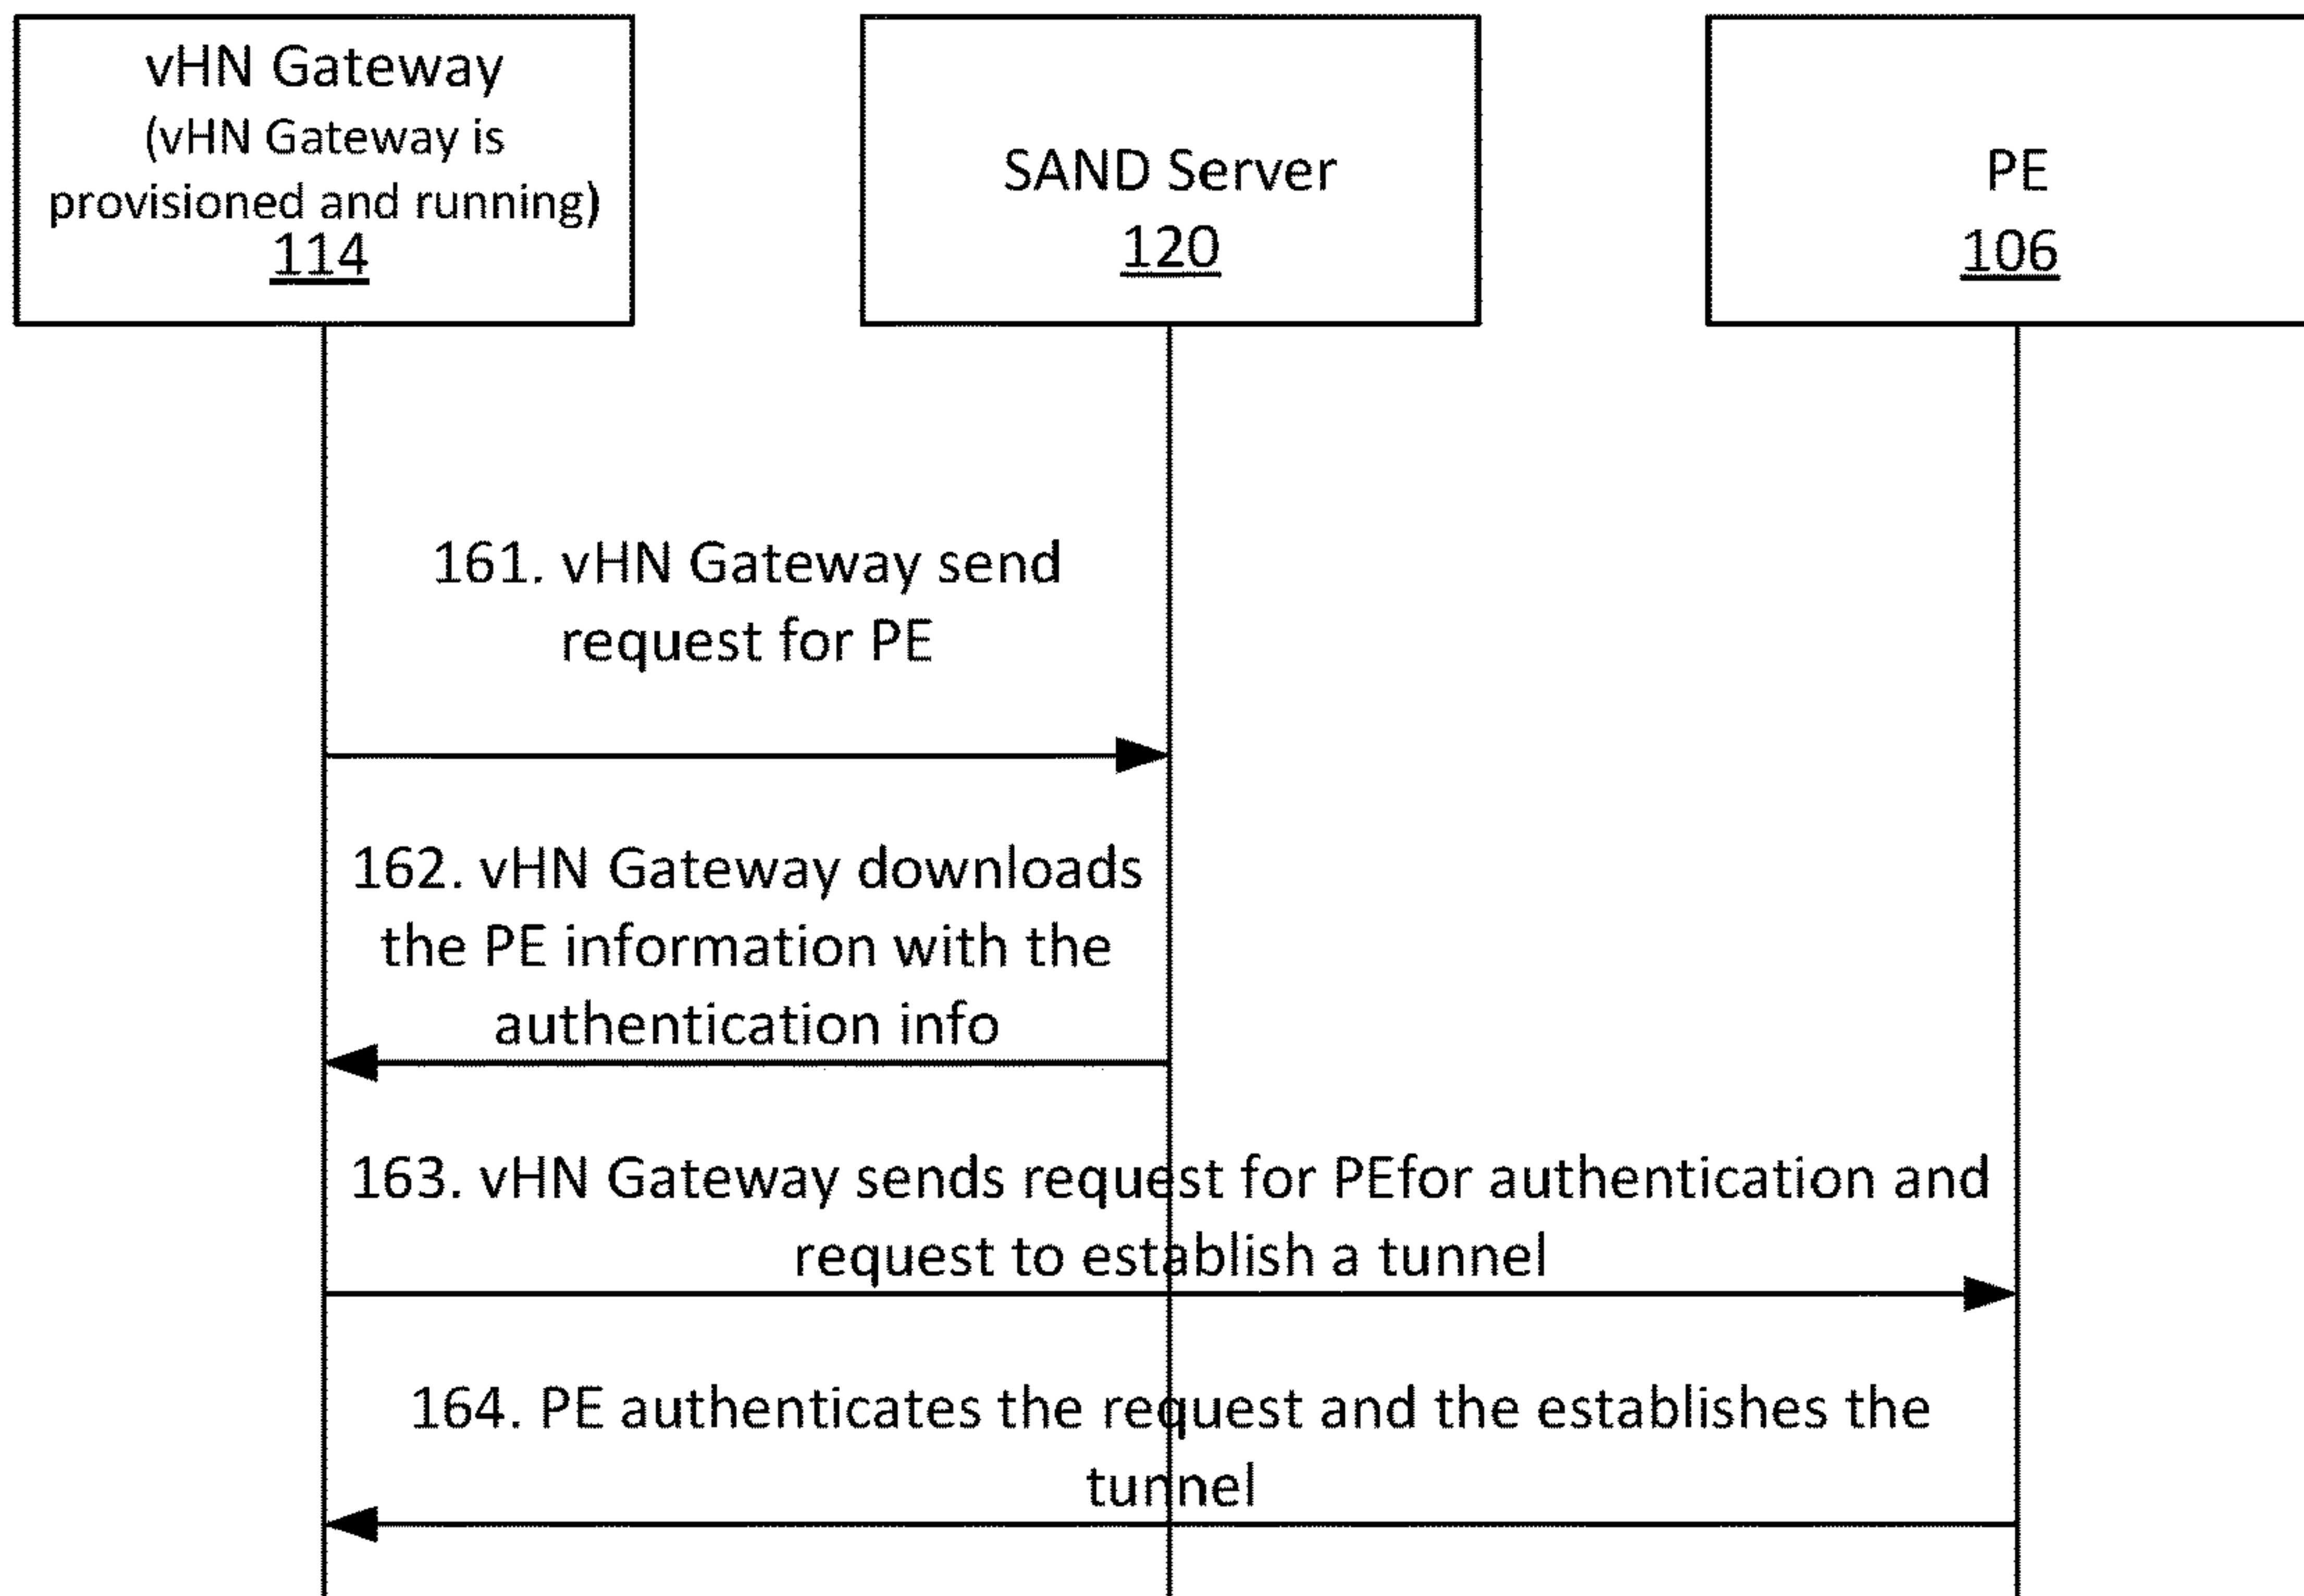 vHN Gateway
(vHN Gateway is
provisioned and running)
114
SAND Server
120
PE
106
161. vHN Gateway send
request for PE
162. vHN Gateway downloads
the PE information with the
authentication info
163. vHN Gateway sends request for PEfor authentication and
request to establish a tunnel
164. PE authenticates the request and the establishes the
tunnel